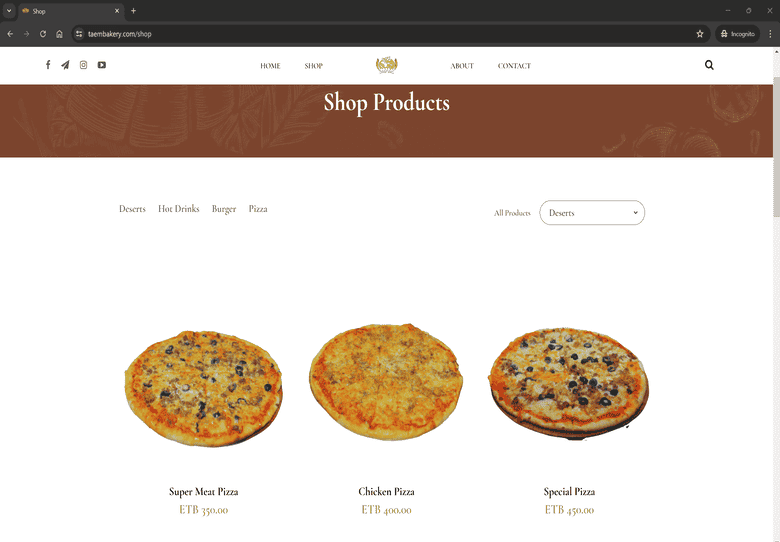 Shop
taembakery.com/shop
Incognito
HOME
SHOP
ABOUT
CONTACT
Shop Products
Deserts
Hot Drinks
Burger
Pizza
All Products
Deserts
Super Meat Pizza
Chicken Pizza
Special Pizza
ETB 350.00
ETB 400.00
ETB 450.00